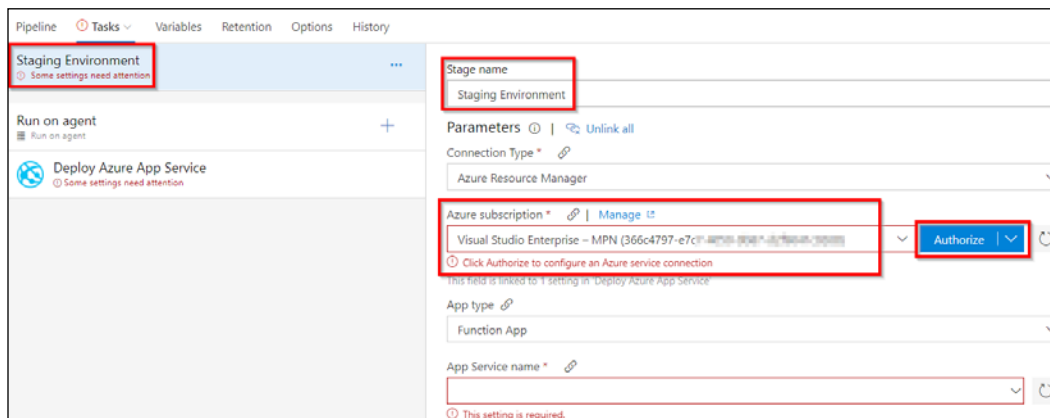 Pipeline Tasks Variables Retention Options History
Staging Environment
Some settings need attention
Run on agent
Run on agent
Deploy Azure App Service
Some settings need attention
Stage name
Staging Environment
Parameters | Unlink all
Connection Type *
Azure Resource Manager
Azure subscription * | Manage
Visual Studio Enterprise – MPN (366c4797-e7c
Authorize
Click Authorize to configure an Azure service connection
This field is linked to 1 setting in 'Deploy Azure App Service'
App type
Function App
App Service name *
This setting is required.